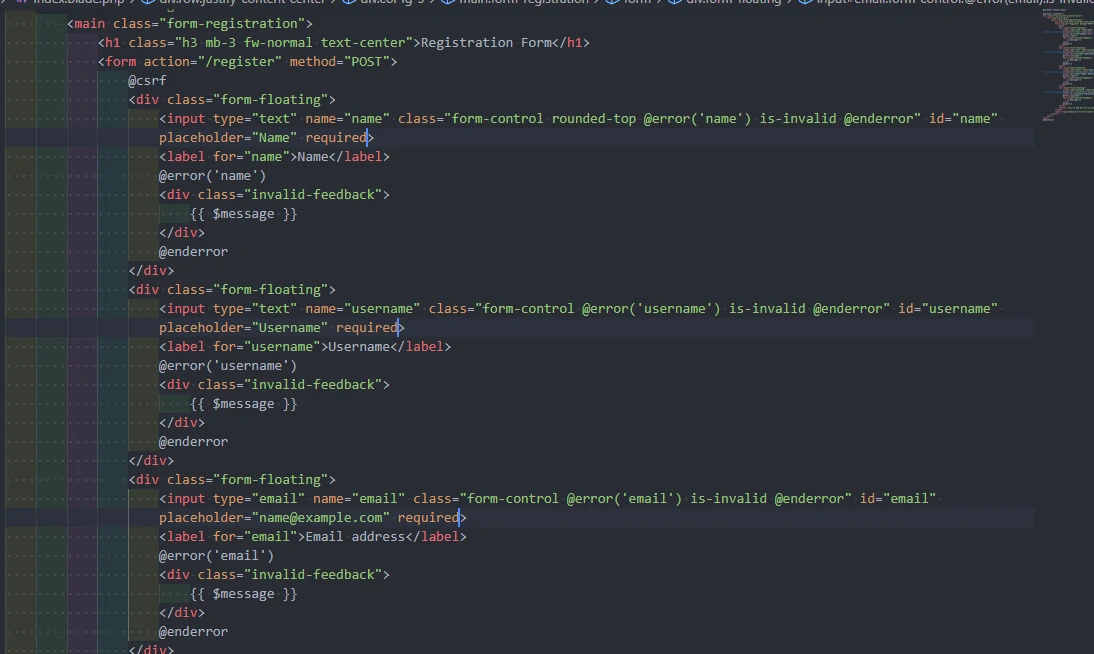 index.blade.php > div.row.justify-content-center > div.col-lg-5 > main.form-registration > form > div.form-floating > input#email.form-control.@error(email).is-invalid
<main class="form-registration">
<h1 class="h3 mb-3 fw-normal text-center">Registration Form</h1>
<form action="/register" method="POST">
@csrf
<div class="form-floating">
<input type="text" name="name" class="form-control rounded-top @error('name') is-invalid @enderror" id="name"
placeholder="Name" required>
<label for="name">Name</label>
@error('name')
<div class="invalid-feedback">
{{ $message }}
</div>
@enderror
</div>
<div class="form-floating">
<input type="text" name="username" class="form-control @error('username') is-invalid @enderror" id="username"
placeholder="Username" required>
<label for="username">Username</label>
@error('username')
<div class="invalid-feedback">
{{ $message }}
</div>
@enderror
</div>
<div class="form-floating">
<input type="email" name="email" class="form-control @error('email') is-invalid @enderror" id="email"
placeholder="name@example.com" required>
<label for="email">Email address</label>
@error('email')
<div class="invalid-feedback">
{{ $message }}
</div>
@enderror
</div>